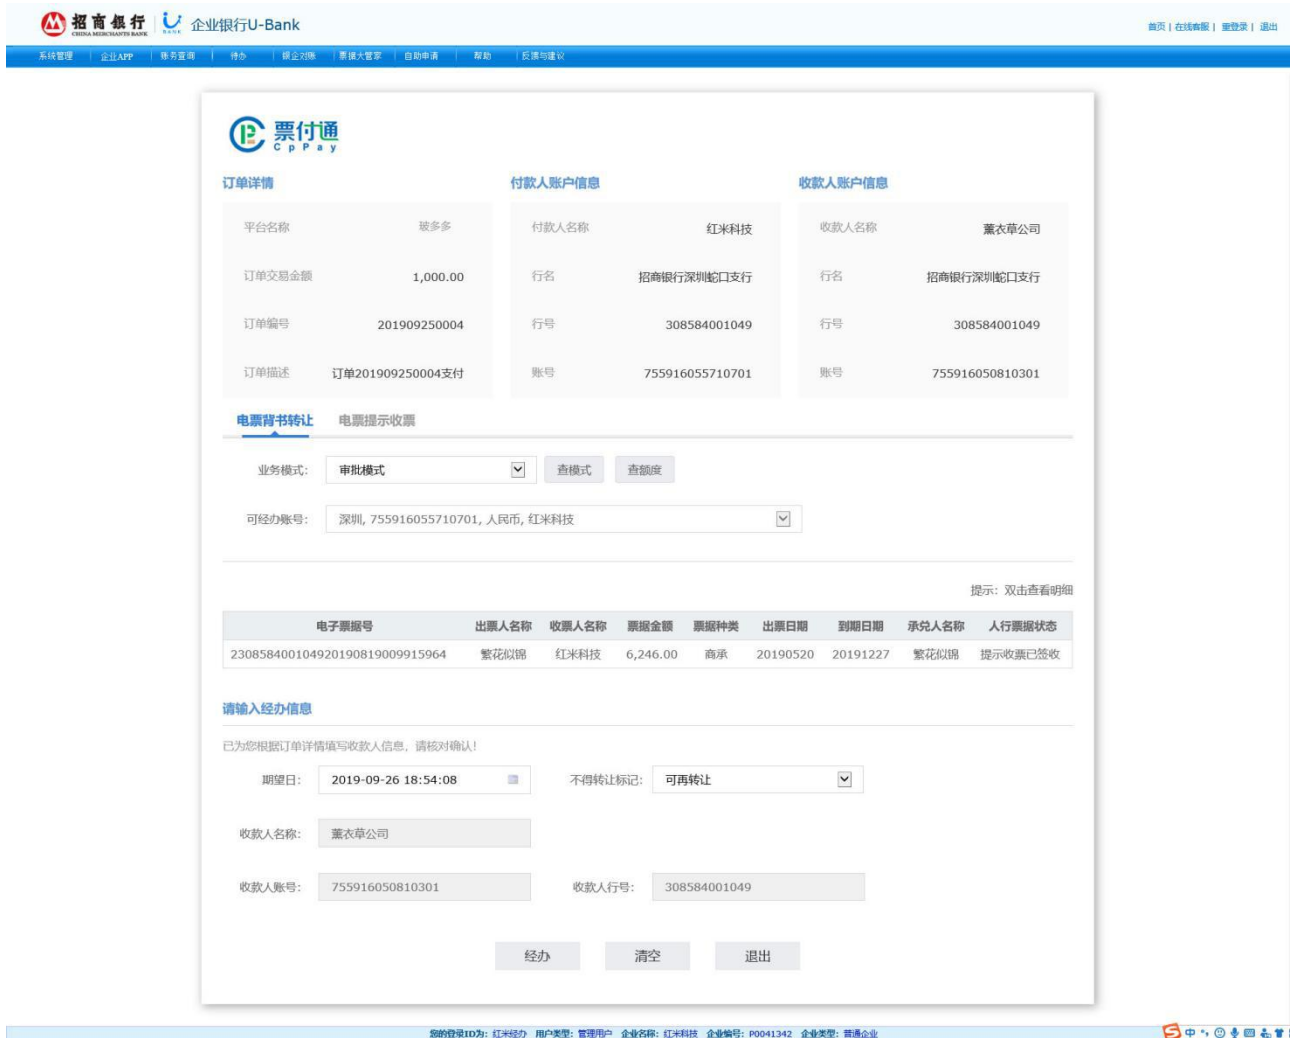 招商银行 CHINA MERCHANTS BANK U BANK 企业银行U-Bank 首页 | 在线客服 | 重登录 | 退出
系统管理 | 企业APP | 账务查询 | 待办 | 银企对账 | 票据大管家 | 自助申请 | 帮助 | 反馈与建议
票付通
CpPay
订单详情 付款人账户信息 收款人账户信息
平台名称 玻多多 付款人名称 红米科技 收款人名称 薰衣草公司
订单交易金额 1,000.00 行名 招商银行深圳蛇口支行 行名 招商银行深圳蛇口支行
订单编号 201909250004 行号 308584001049 行号 308584001049
订单描述 订单201909250004支付 账号 755916055710701 账号 755916050810301
电票背书转让 电票提示收票
业务模式: 审批模式 查模式 查额度
可经办账号: 深圳, 755916055710701, 人民币, 红米科技
提示: 双击查看明细
电子票据号 出票人名称 收票人名称 票据金额 票据种类 出票日期 到期日期 承兑人名称 人行票据状态
230858400104920190819009915964 繁花似锦 红米科技 6,246.00 商承 20190520 20191227 繁花似锦 提示收票已签收
请输入经办信息
已为您根据订单详情填写收款人信息, 请核对确认!
期望日: 2019-09-26 18:54:08 不得转让标记: 可再转让
收款人名称: 薰衣草公司
收款人账号: 755916050810301 收款人行号: 308584001049
经办 清空 退出
您的登录ID为: 红米经办 用户类型: 管理用户 企业名称: 红米科技 企业编号: P0041342 企业类型: 普通企业
中